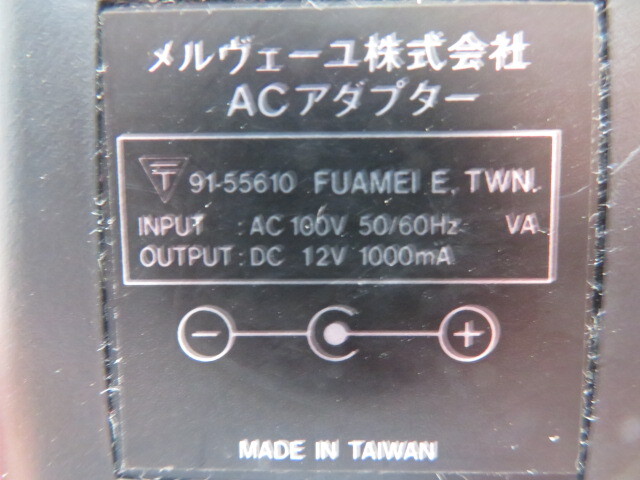 メルヴェーユ株式会社
ACアダプター
T 91-55610 FUAMEI E. TWN.
INPUT : AC 100V 50/60Hz VA
OUTPUT : DC 12V 1000mA
− +
MADE IN TAIWAN